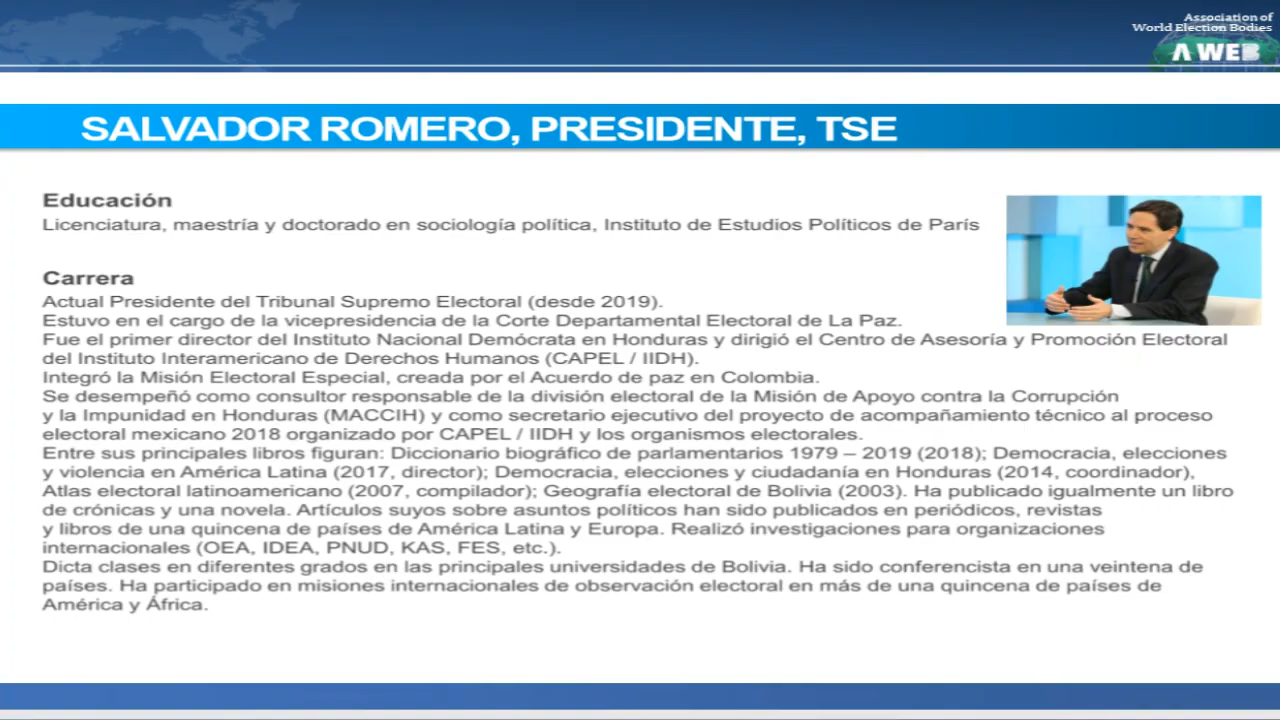 Association of
World Election Bodies
A WEB
SALVADOR ROMERO, PRESIDENTE, TSE
Educación
Licenciatura, maestría y doctorado en sociología política, Instituto de Estudios Políticos de París
Carrera
Actual Presidente del Tribunal Supremo Electoral (desde 2019).
Estuvo en el cargo de la vicepresidencia de la Corte Departamental Electoral de La Paz.
Fue el primer director del Instituto Nacional Demócrata en Honduras y dirigió el Centro de Asesoría y Promoción Electoral
del Instituto Interamericano de Derechos Humanos (CAPEL / IIDH).
Integró la Misión Electoral Especial, creada por el Acuerdo de paz en Colombia.
Se desempeñó como consultor responsable de la división electoral de la Misión de Apoyo contra la Corrupción
y la Impunidad en Honduras (MACCIH) y como secretario ejecutivo del proyecto de acompañamiento técnico al proceso
electoral mexicano 2018 organizado por CAPEL / IIDH y los organismos electorales.
Entre sus principales libros figuran: Diccionario biográfico de parlamentarios 1979 – 2019 (2018); Democracia, elecciones
y violencia en América Latina (2017, director); Democracia, elecciones y ciudadanía en Honduras (2014, coordinador),
Atlas electoral latinoamericano (2007, compilador); Geografía electoral de Bolivia (2003). Ha publicado igualmente un libro
de crónicas y una novela. Artículos suyos sobre asuntos políticos han sido publicados en periódicos, revistas
y libros de una quincena de países de América Latina y Europa. Realizó investigaciones para organizaciones
internacionales (OEA, IDEA, PNUD, KAS, FES, etc.).
Dicta clases en diferentes grados en las principales universidades de Bolivia. Ha sido conferencista en una veintena de
países. Ha participado en misiones internacionales de observación electoral en más de una quincena de países de
América y África.